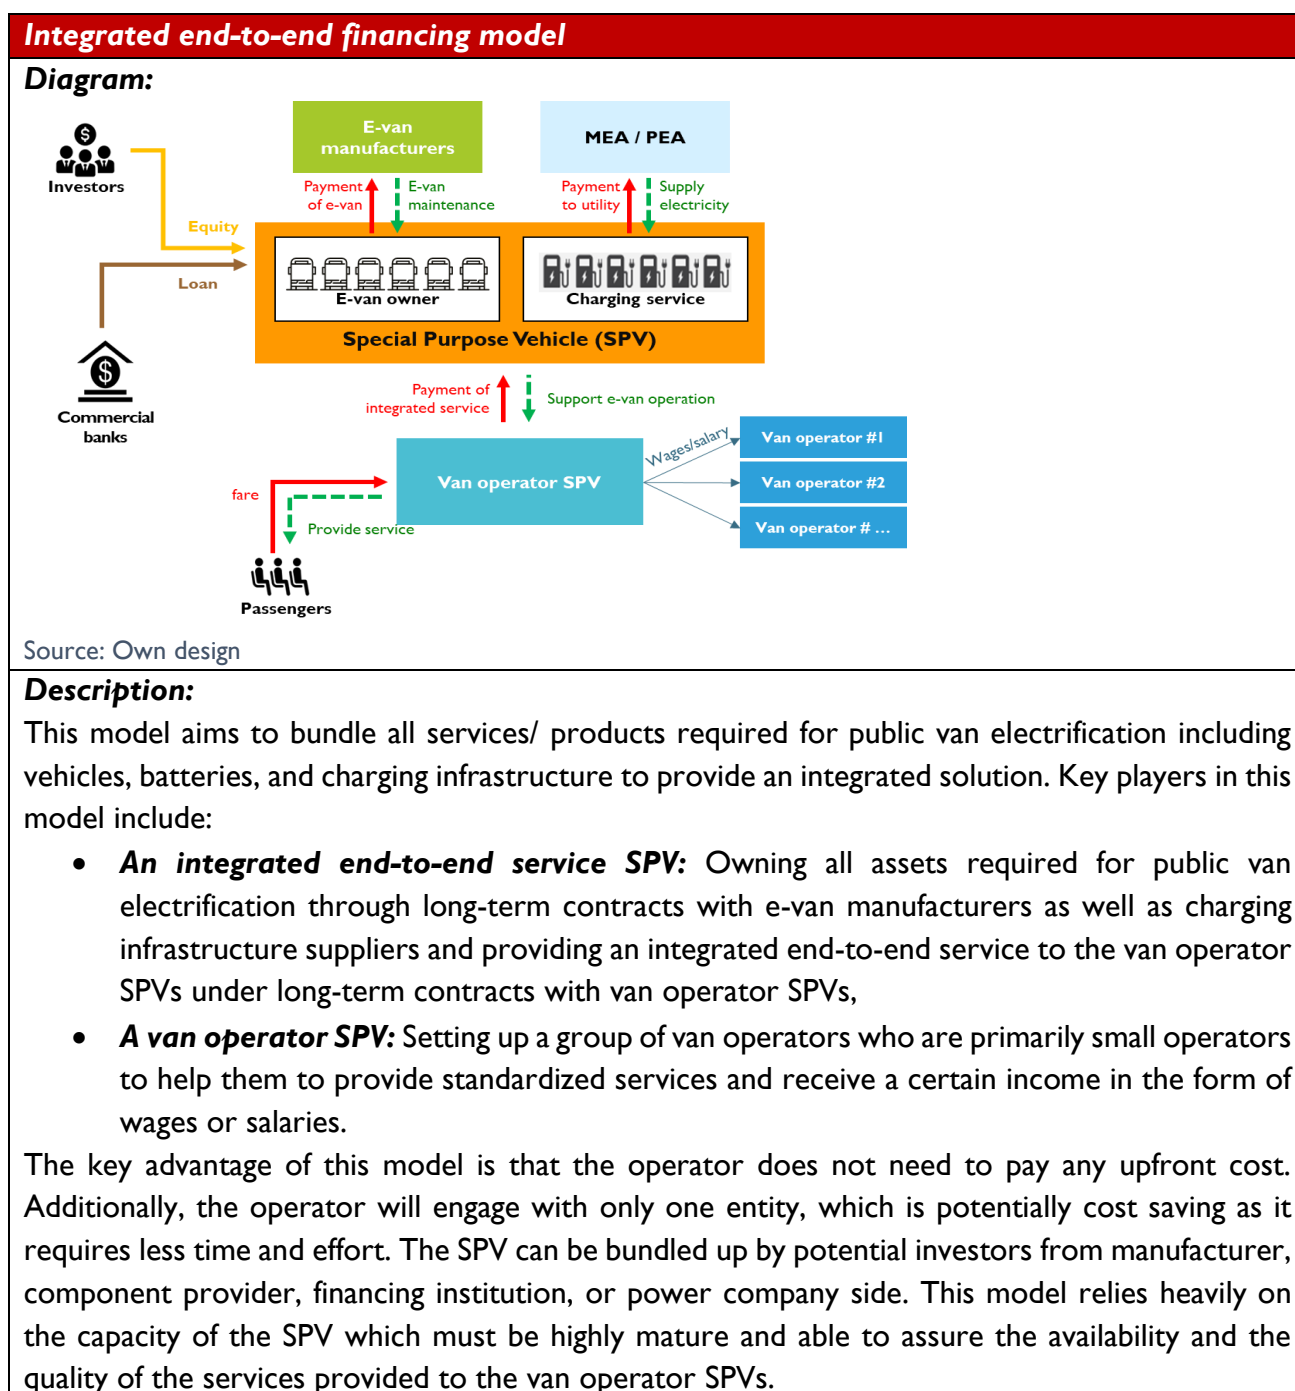 Integrated end-to-end financing model
Diagram:
E-van
manufacturers
MEA / PEA
Investors
Payment
of e-van
E-van
maintenance
Payment
to utility
Supply
electricity
Equity
Loan
E-van owner
Charging service
Special Purpose Vehicle (SPV)
Commercial
banks
Payment of
integrated service
Support e-van operation
Wages/salary
Van operator #1
Van operator SPV
Van operator #2
fare
Provide service
Van operator # ...
Passengers
Source: Own design
Description:
This model aims to bundle all services/ products required for public van electrification including
vehicles, batteries, and charging infrastructure to provide an integrated solution. Key players in this
model include:
• An integrated end-to-end service SPV: Owning all assets required for public van
electrification through long-term contracts with e-van manufacturers as well as charging
infrastructure suppliers and providing an integrated end-to-end service to the van operator
SPVs under long-term contracts with van operator SPVs,
• A van operator SPV: Setting up a group of van operators who are primarily small operators
to help them to provide standardized services and receive a certain income in the form of
wages or salaries.
The key advantage of this model is that the operator does not need to pay any upfront cost.
Additionally, the operator will engage with only one entity, which is potentially cost saving as it
requires less time and effort. The SPV can be bundled up by potential investors from manufacturer,
component provider, financing institution, or power company side. This model relies heavily on
the capacity of the SPV which must be highly mature and able to assure the availability and the
quality of the services provided to the van operator SPVs.